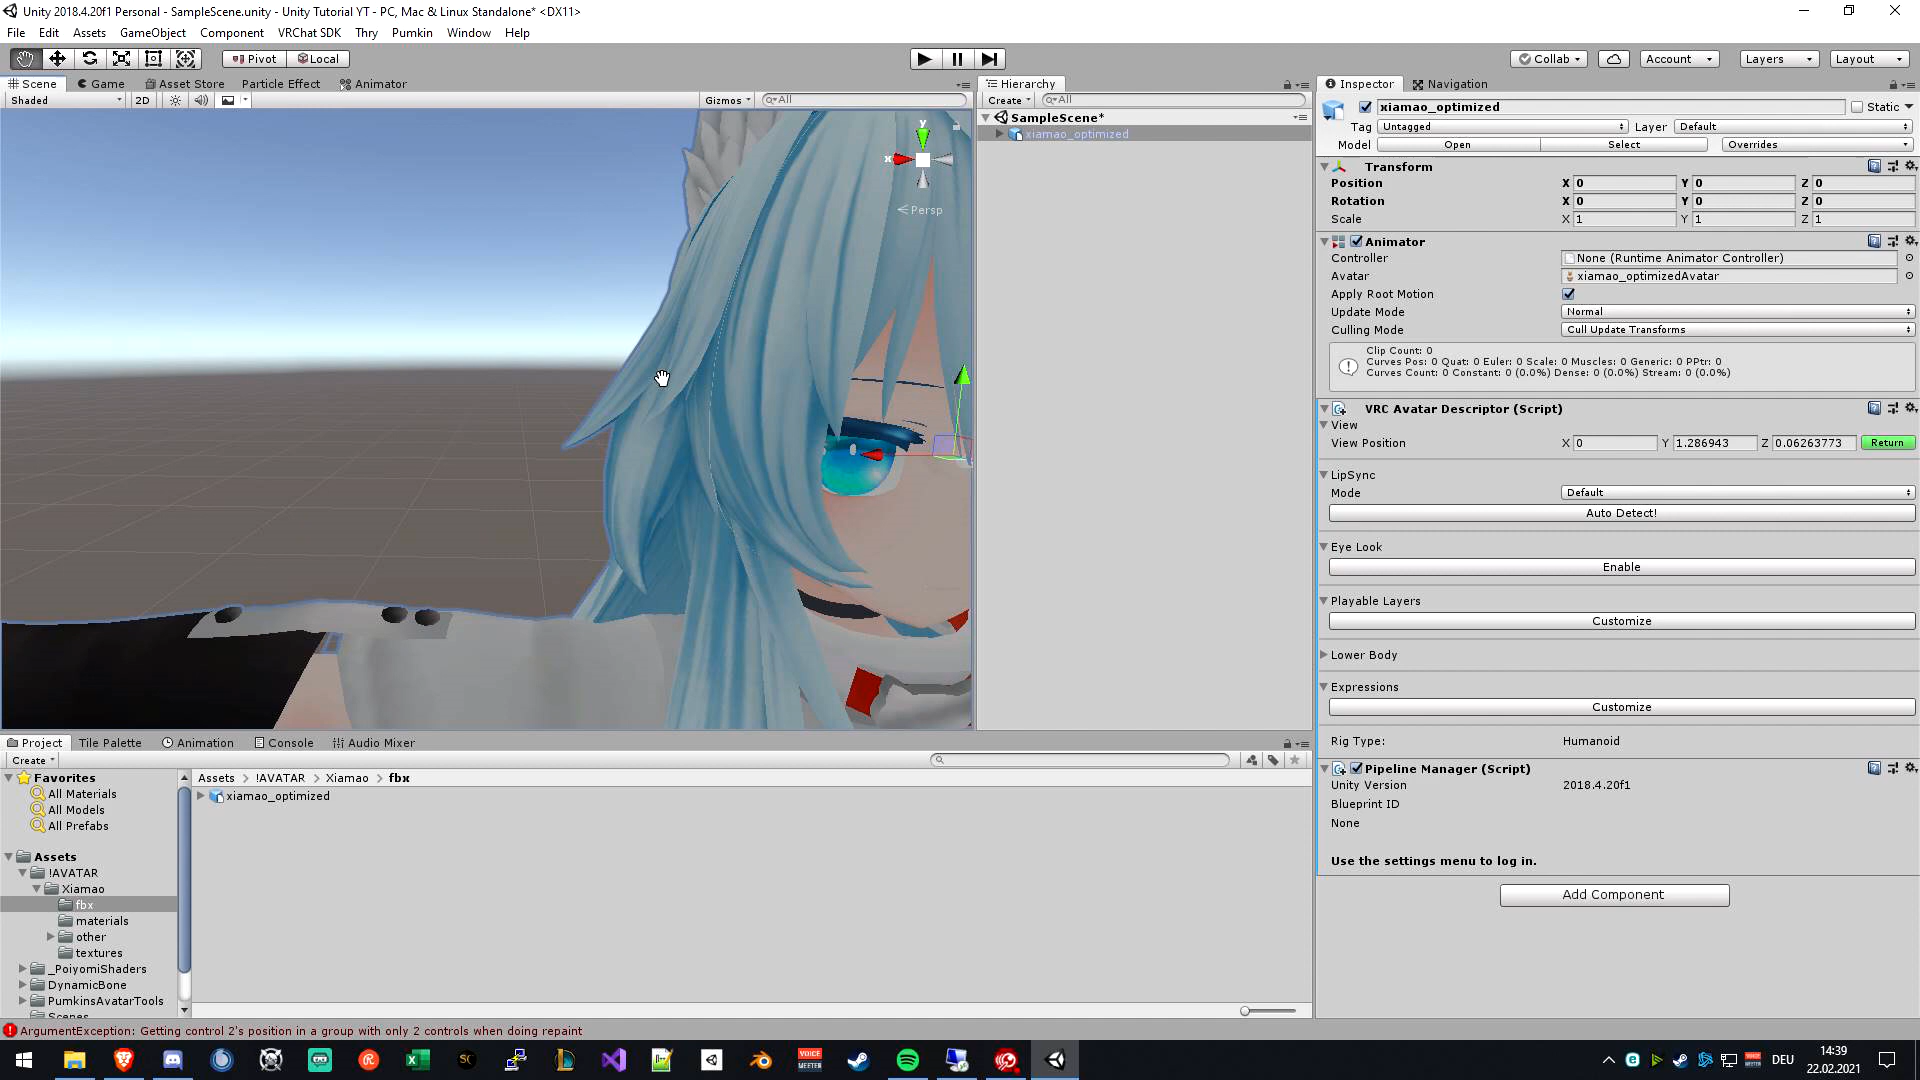 Unity 2018.4.20f1 Personal - SampleScene.unity - Unity Tutorial YT - PC, Mac & Linux Standalone* <DX11>
File Edit Assets GameObject Component VRChat SDK Thry Pumkin Window Help
Pivot Local Collab Account Layers Layout
Scene Game Asset Store Particle Effect Animator
Shaded 2D Gizmos All
y
x
Persp
Hierarchy
Create All
SampleScene*
xiamao_optimized
Inspector Navigation
xiamao_optimized Static
Tag Untagged Layer Default
Model Open Select Overrides
Transform
Position X 0 Y 0 Z 0
Rotation X 0 Y 0 Z 0
Scale X 1 Y 1 Z 1
Animator
Controller None (Runtime Animator Controller)
Avatar xiamao_optimizedAvatar
Apply Root Motion
Update Mode Normal
Culling Mode Cull Update Transforms
Clip Count: 0
Curves Pos: 0 Quat: 0 Euler: 0 Scale: 0 Muscles: 0 Generic: 0 PPtr: 0
Curves Count: 0 Constant: 0 (0.0%) Dense: 0 (0.0%) Stream: 0 (0.0%)
VRC Avatar Descriptor (Script)
View
View Position X 0 Y 1.286943 Z 0.06263773 Return
LipSync
Mode Default
Auto Detect!
Eye Look
Enable
Playable Layers
Customize
Lower Body
Expressions
Customize
Rig Type: Humanoid
Pipeline Manager (Script)
Unity Version 2018.4.20f1
Blueprint ID
None
Use the settings menu to log in.
Add Component
Project Tile Palette Animation Console Audio Mixer
Create
Favorites
All Materials
All Models
All Prefabs
Assets
!AVATAR
Xiamao
fbx
materials
other
textures
_PoiyomiShaders
DynamicBone
PumkinsAvatarTools
Scenes
Assets > !AVATAR > Xiamao > fbx
xiamao_optimized
ArgumentException: Getting control 2's position in a group with only 2 controls when doing repaint
SC
VOICE
MEETER
DEU
14:39
22.02.2021